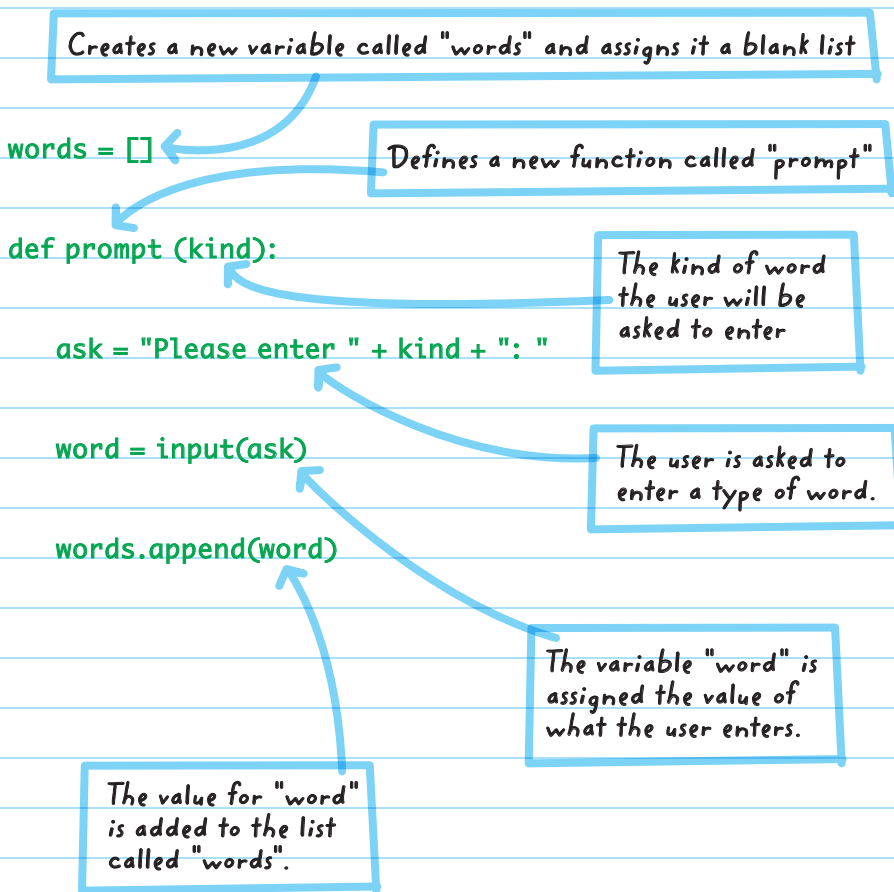 Creates a new variable called "words" and assigns it a blank list
words = []
Defines a new function called "prompt"
def prompt (kind):
The kind of word
the user will be
asked to enter
ask = "Please enter " + kind + ": "
word = input(ask)
The user is asked to
enter a type of word.
words.append(word)
The variable "word" is
assigned the value of
what the user enters.
The value for "word"
is added to the list
called "words".